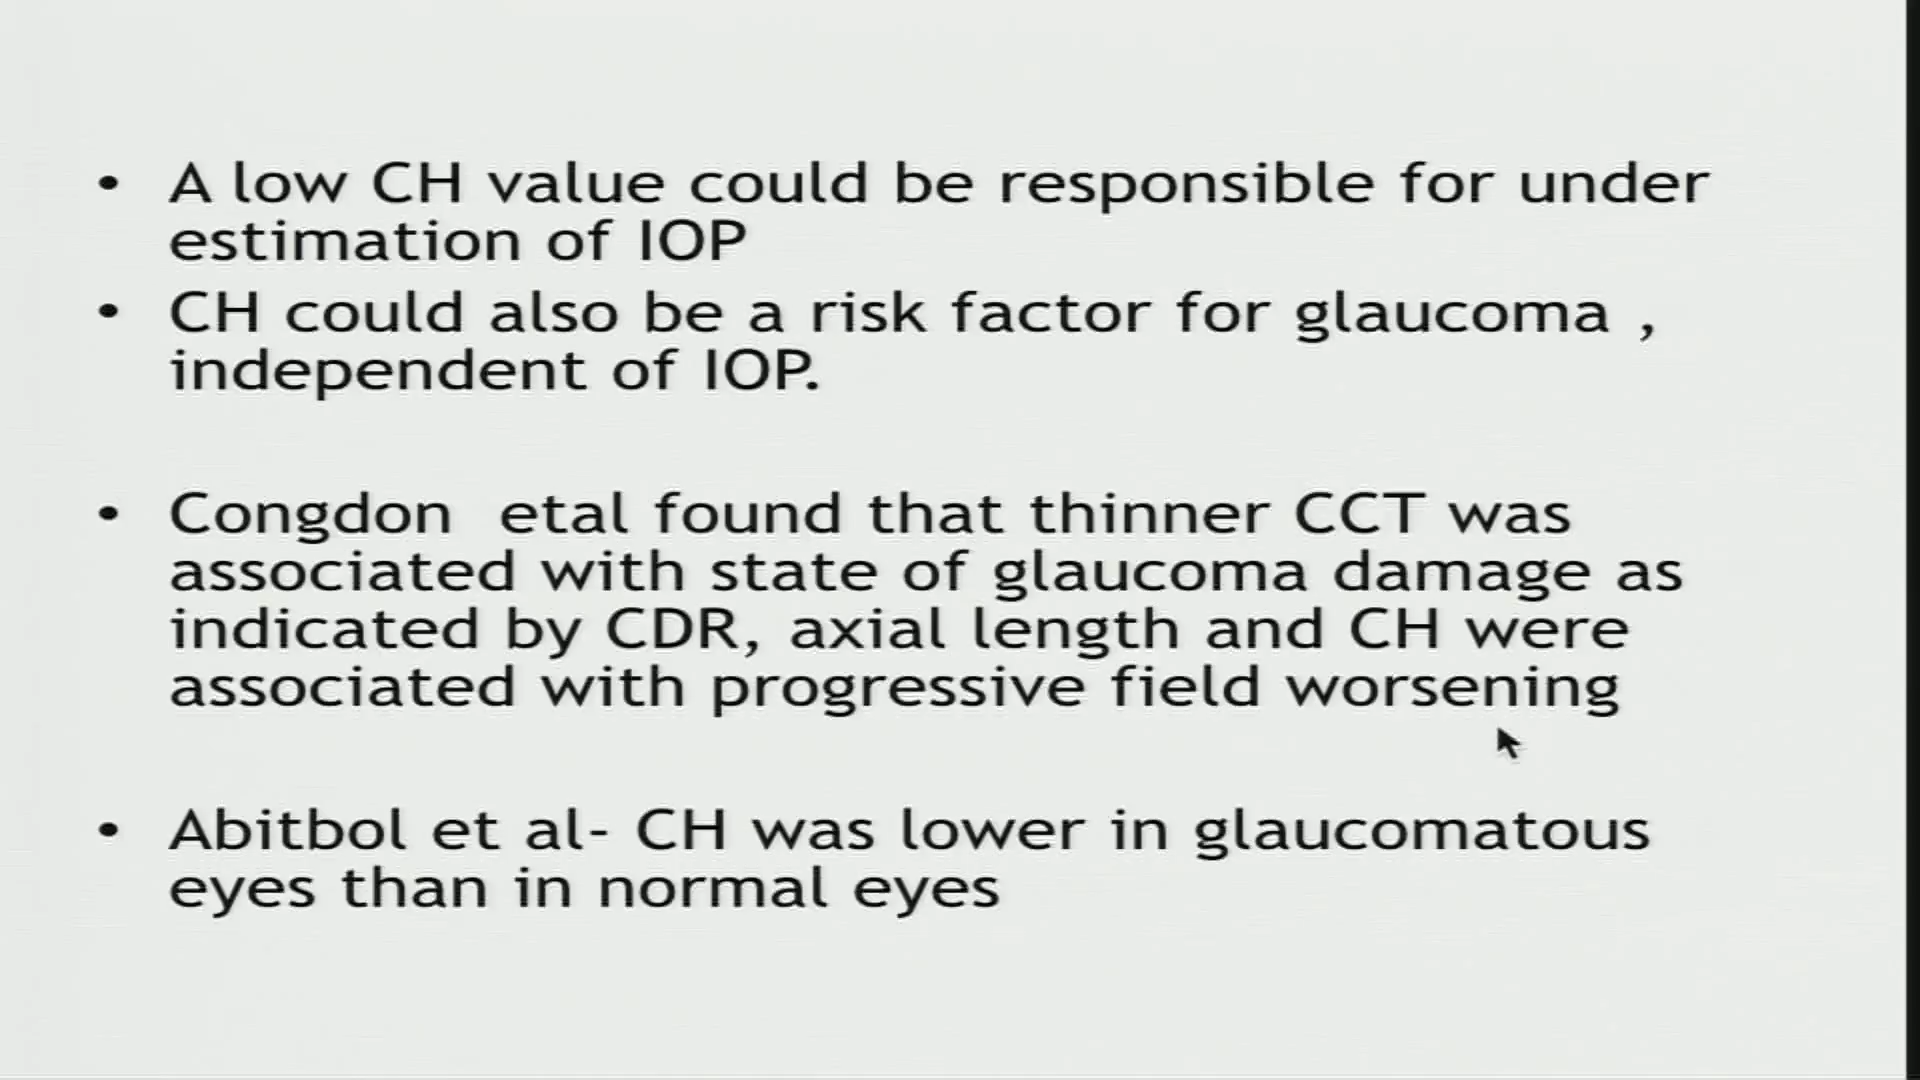 • A low CH value could be responsible for under
estimation of IOP
• CH could also be a risk factor for glaucoma ,
independent of IOP.
• Congdon etal found that thinner CCT was
associated with state of glaucoma damage as
indicated by CDR, axial length and CH were
associated with progressive field worsening
• Abitbol et al- CH was lower in glaucomatous
eyes than in normal eyes